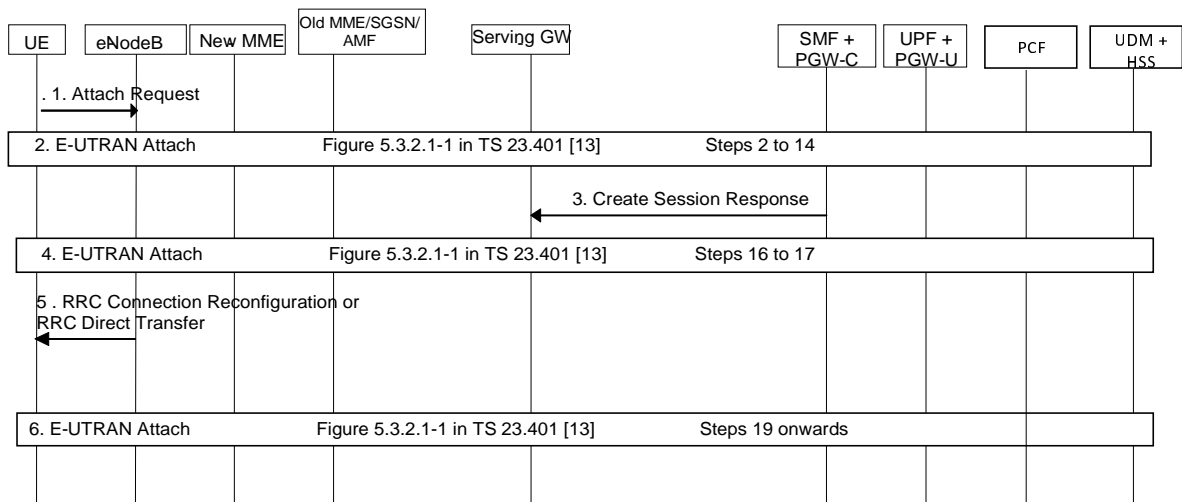 UE
eNodeB
New MME
Old MME/SGSN/
AMF
Serving GW
SMF +
PGW-C
UPF +
PGW-U
PCF
UDM +
HSS
. 1. Attach Request
2. E-UTRAN Attach Figure 5.3.2.1-1 in TS 23.401 [13] Steps 2 to 14
3. Create Session Response
4. E-UTRAN Attach Figure 5.3.2.1-1 in TS 23.401 [13] Steps 16 to 17
5 . RRC Connection Reconfiguration or
RRC Direct Transfer
6. E-UTRAN Attach Figure 5.3.2.1-1 in TS 23.401 [13] Steps 19 onwards